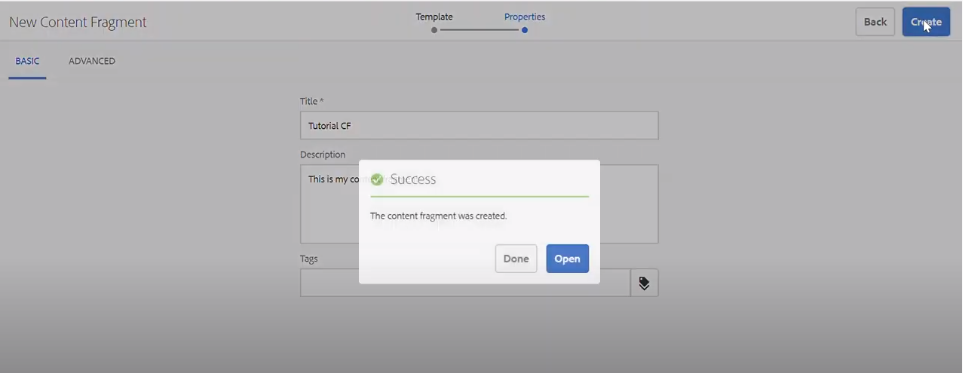 New Content Fragment
Template
Properties
Back
Create
BASIC
ADVANCED
Title *
Tutorial CF
Description
This is my co
Success
The content fragment was created.
Done
Open
Tags